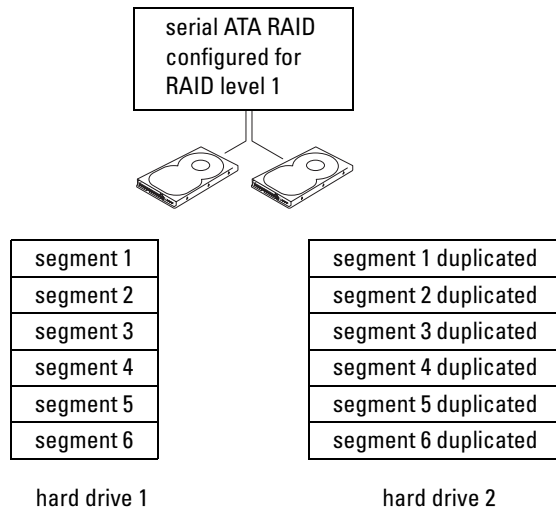 serial ATA RAID
configured for
RAID level 1
segment 1
segment 2
segment 3
segment 4
segment 5
segment 6
hard drive 1
segment 1 duplicated
segment 2 duplicated
segment 3 duplicated
segment 4 duplicated
segment 5 duplicated
segment 6 duplicated
hard drive 2